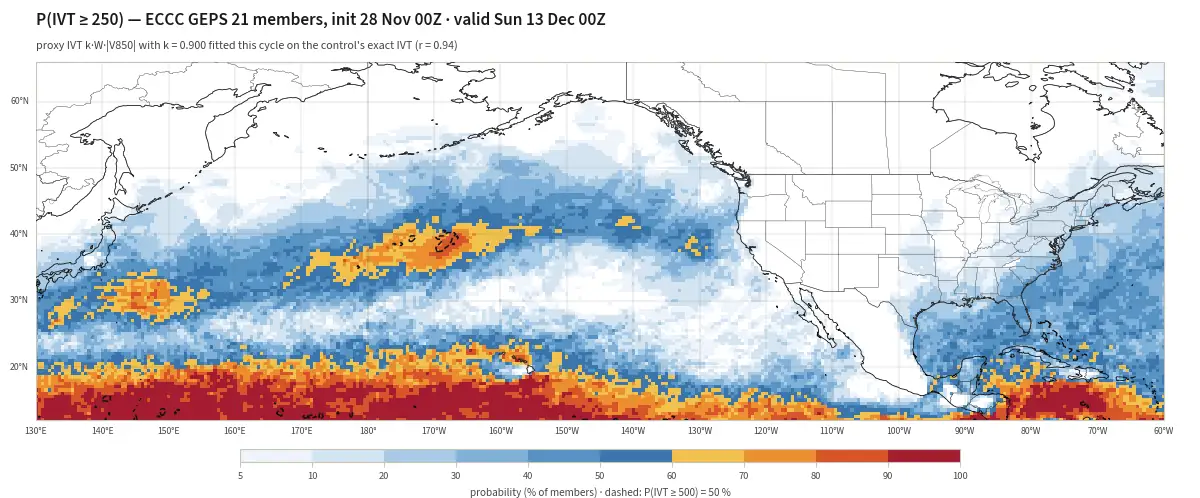 P(IVT ≥ 250) — ECCC GEPS 21 members, init 28 Nov 00Z · valid Sun 13 Dec 00Z
proxy IVT k·W·|V850| with k = 0.900 fitted this cycle on the control's exact IVT (r = 0.94)
60°N
50°N
40°N
30°N
20°N
130°E 140°E 150°E 160°E 170°E 180° 170°W 160°W 150°W 140°W 130°W 120°W 110°W 100°W 90°W 80°W 70°W 60°W
5 10 20 30 40 50 60 70 80 90 100
probability (% of members) · dashed: P(IVT ≥ 500) = 50 %